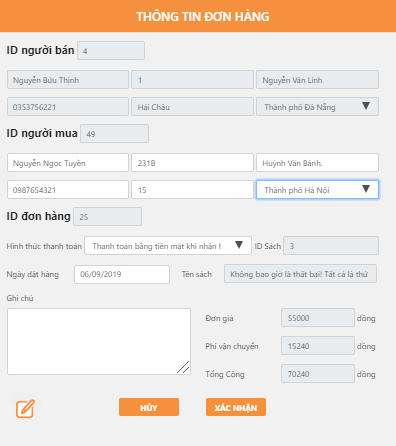 THÔNG TIN ĐƠN HÀNG
ID người bán 4
Nguyễn Bửu Thịnh 1 Nguyễn Văn Linh
0353756221 Hải Châu Thành phố Đà Nẵng
ID người mua 49
Nguyễn Ngọc Tuyền 231B Huỳnh Văn Bánh.
0987654321 15 Thành phố Hà Nội
ID đơn hàng 25
Hình thức thanh toán Thanh toán bằng tiền mặt khi nhận h ID Sách 3
Ngày đặt hàng 06/09/2019 Tên sách Không bao giờ là thất bại! Tất cả là thử
Ghi chú
Đơn giá 55000 đồng
Phí vận chuyển 15240 đồng
Tổng Cộng 70240 đồng
HỦY XÁC NHẬN